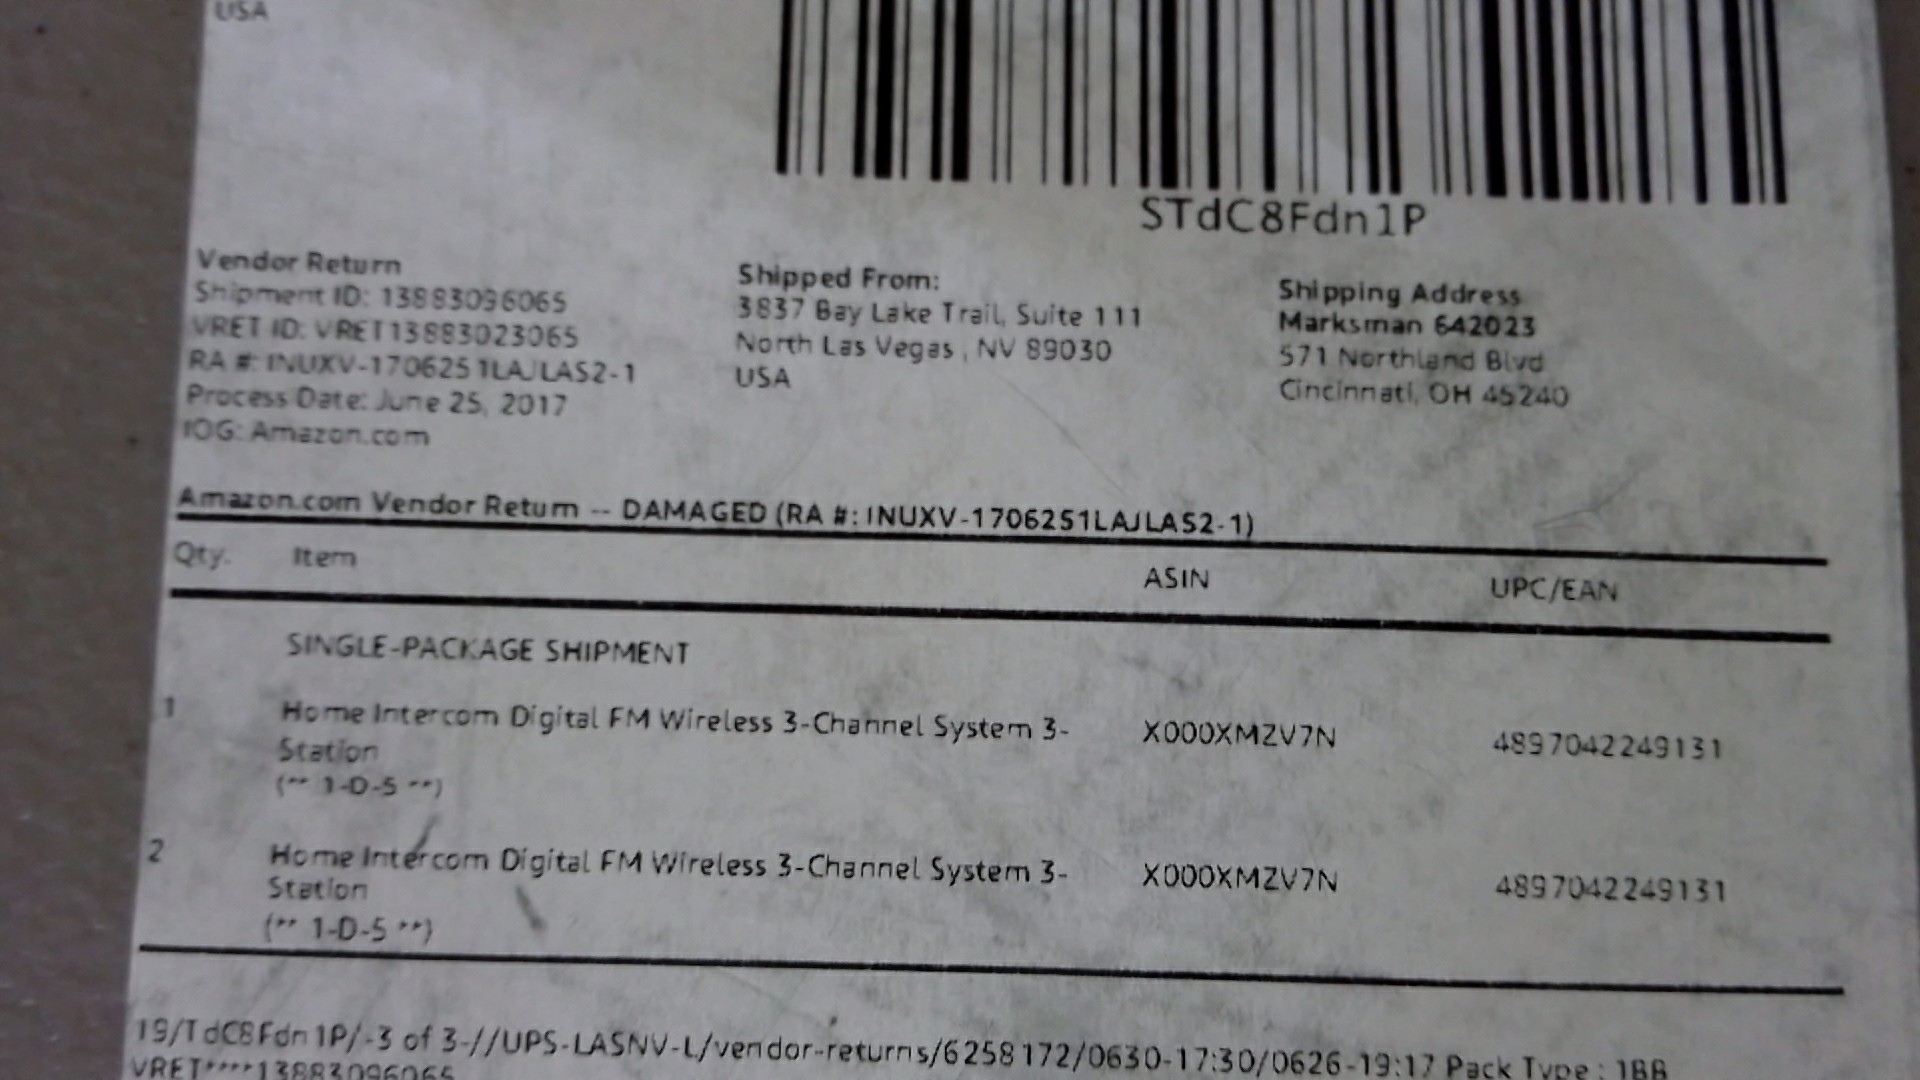 USA
STdC8Fdn1P
Vendor Return
Shipment ID: 13883096065
VRET ID: VRET13883023065
RA #: INUXV-1706251LAJLAS2-1
Process Date: June 25, 2017
IOG: Amazon.com
Shipped From:
3837 Bay Lake Trail, Suite 111
North Las Vegas , NV 89030
USA
Shipping Address
Marksman 642023
571 Northland Blvd
Cincinnati, OH 45240
Amazon.com Vendor Return -- DAMAGED (RA #: INUXV-1706251LAJLAS2-1)
Qty. Item ASIN UPC/EAN
SINGLE-PACKAGE SHIPMENT
1 Home Intercom Digital FM Wireless 3-Channel System 3- X000XMZV7N 4897042249131
Station
(** 1-D-5 **)
2 Home Intercom Digital FM Wireless 3-Channel System 3- X000XMZV7N 4897042249131
Station
(** 1-D-5 **)
19/TdC8Fdn1P/-3 of 3-//UPS-LASNV-L/vendor-returns/6258172/0630-17:30/0626-19:17 Pack Type : 1BB
VRET****13883096065